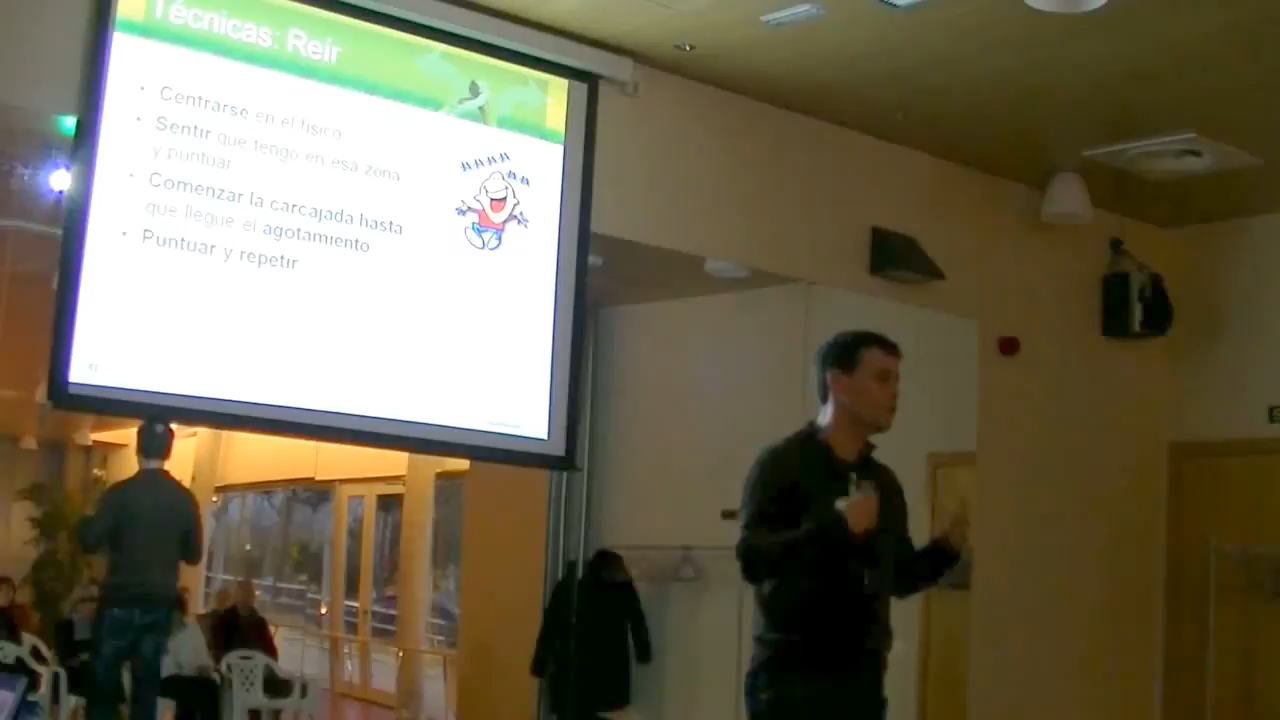 Técnicas: Reir
• Centrarse en el físico
• Sentir que tengo en esa zona
y puntuar
• Comenzar la carcajada hasta
que llegue el agotamiento
• Puntuar y repetir